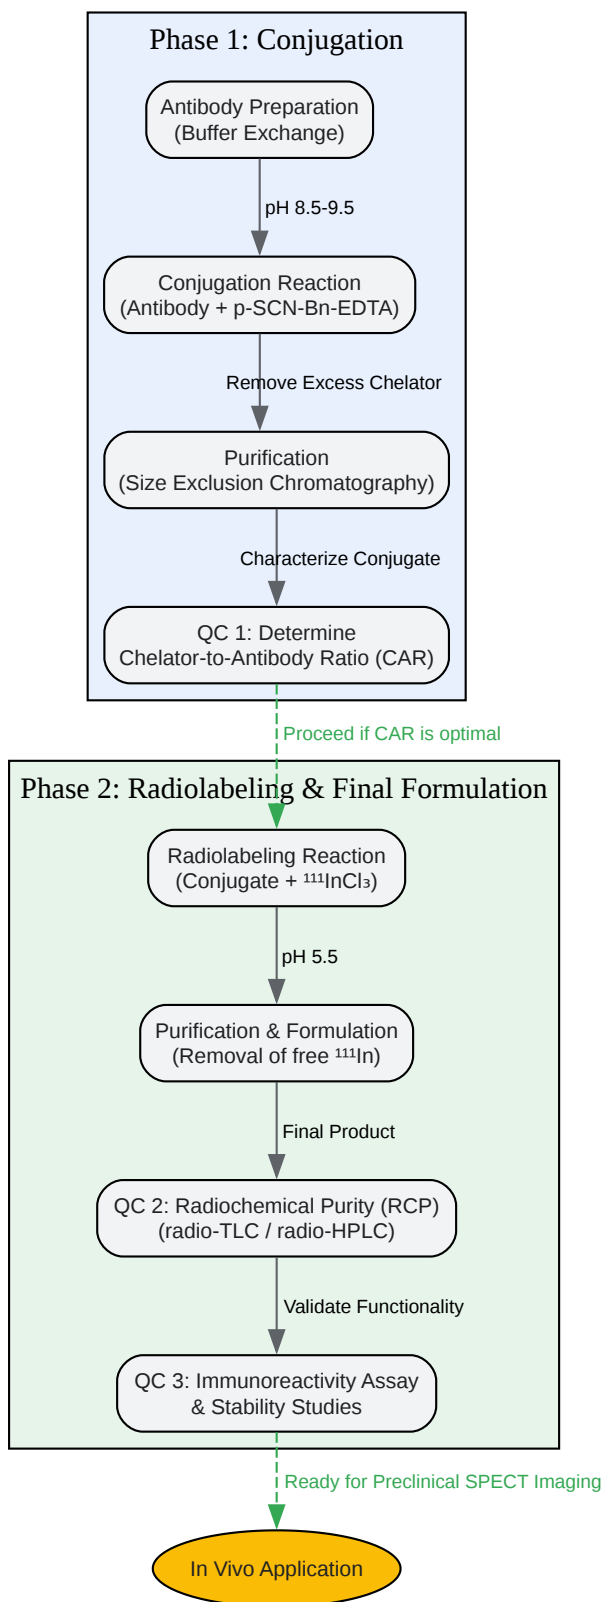 Phase 1: Conjugation
Antibody Preparation
(Buffer Exchange)
pH 8.5-9.5
Conjugation Reaction
(Antibody + p-SCN-Bn-EDTA)
Remove Excess Chelator
Purification
(Size Exclusion Chromatography)
Characterize Conjugate
QC 1: Determine
Chelator-to-Antibody Ratio (CAR)
Proceed if CAR is optimal
Phase 2: Radiolabeling & Final Formulation
Radiolabeling Reaction
(Conjugate + ¹¹¹InCl₃)
pH 5.5
Purification & Formulation
(Removal of free ¹¹¹In)
Final Product
QC 2: Radiochemical Purity (RCP)
(radio-TLC / radio-HPLC)
Validate Functionality
QC 3: Immunoreactivity Assay
& Stability Studies
Ready for Preclinical SPECT Imaging
In Vivo Application